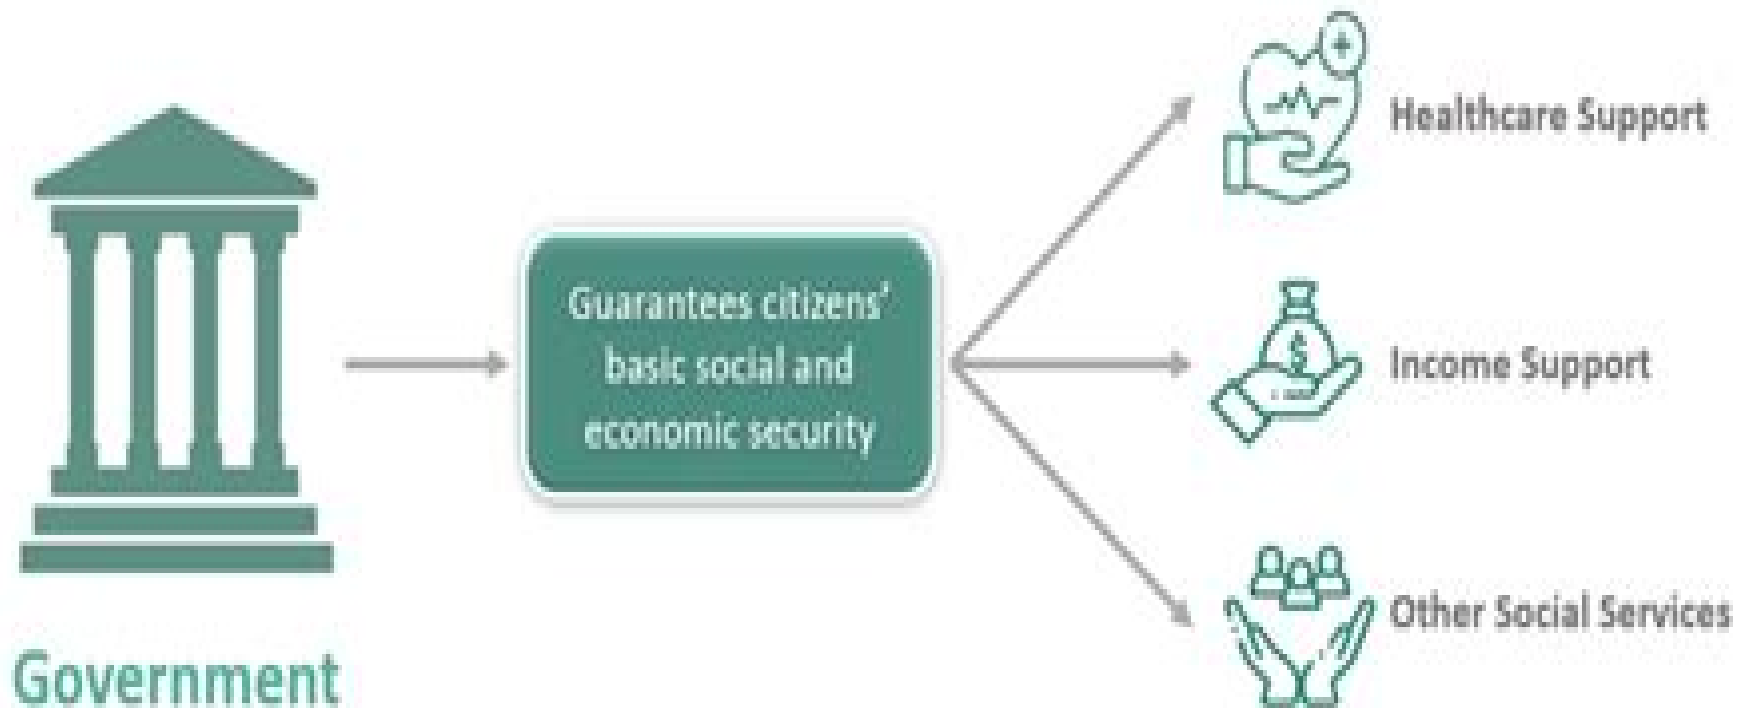 Government
Guarantees citizens'
basic social and
economic security
Healthcare Support
Income Support
Other Social Services